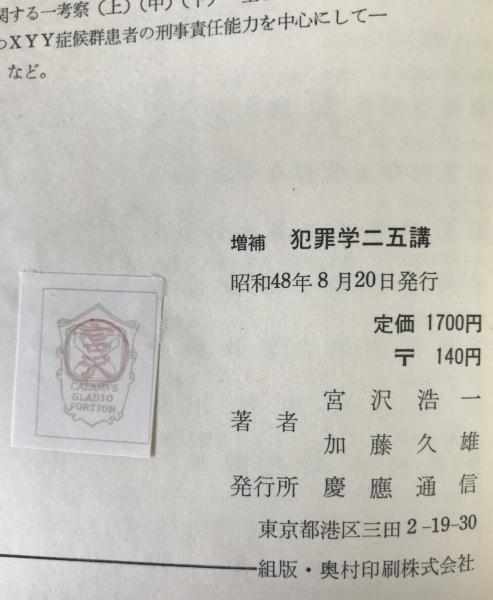 関する一考察（上）（中）（下）
XYY症候群患者の刑事責任能力を中心にして―
など。
増補 犯罪学二五講
昭和48年8月20日発行
定価 1700円
〒 140円
著者 宮沢浩一
加藤久雄
発行所 慶應通信
東京都港区三田2-19-30
組版・奥村印刷株式会社
宮沢
CALAMVS
GLADIO
FORTIOR